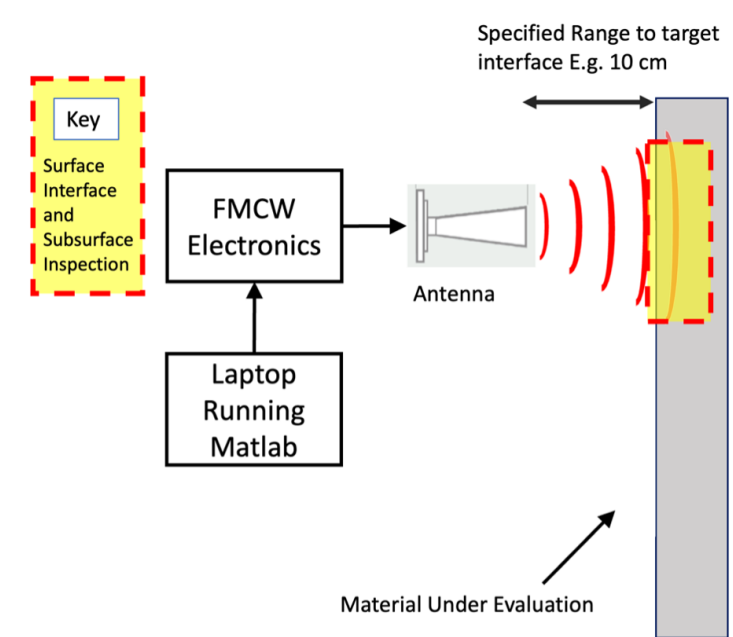 Specified Range to target
interface E.g. 10 cm
Key
Surface
Interface
and
Subsurface
Inspection
FMCW
Electronics
Antenna
Laptop
Running
Matlab
Material Under Evaluation